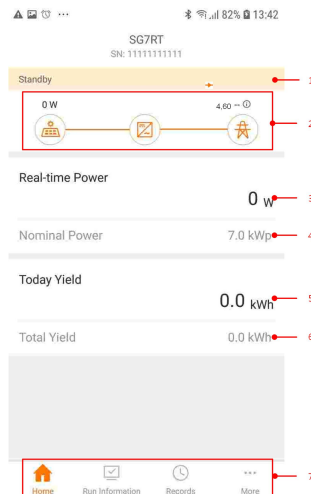 ... 82% 13:42
SG7RT
SN: 11111111111
Standby
1
0 W
4.60 --
2
Real-time Power
0 W
3
Nominal Power
7.0 kWp
4
Today Yield
0.0 kWh
5
Total Yield
0.0 kWh
6
7
Home
Run Information
Records
More